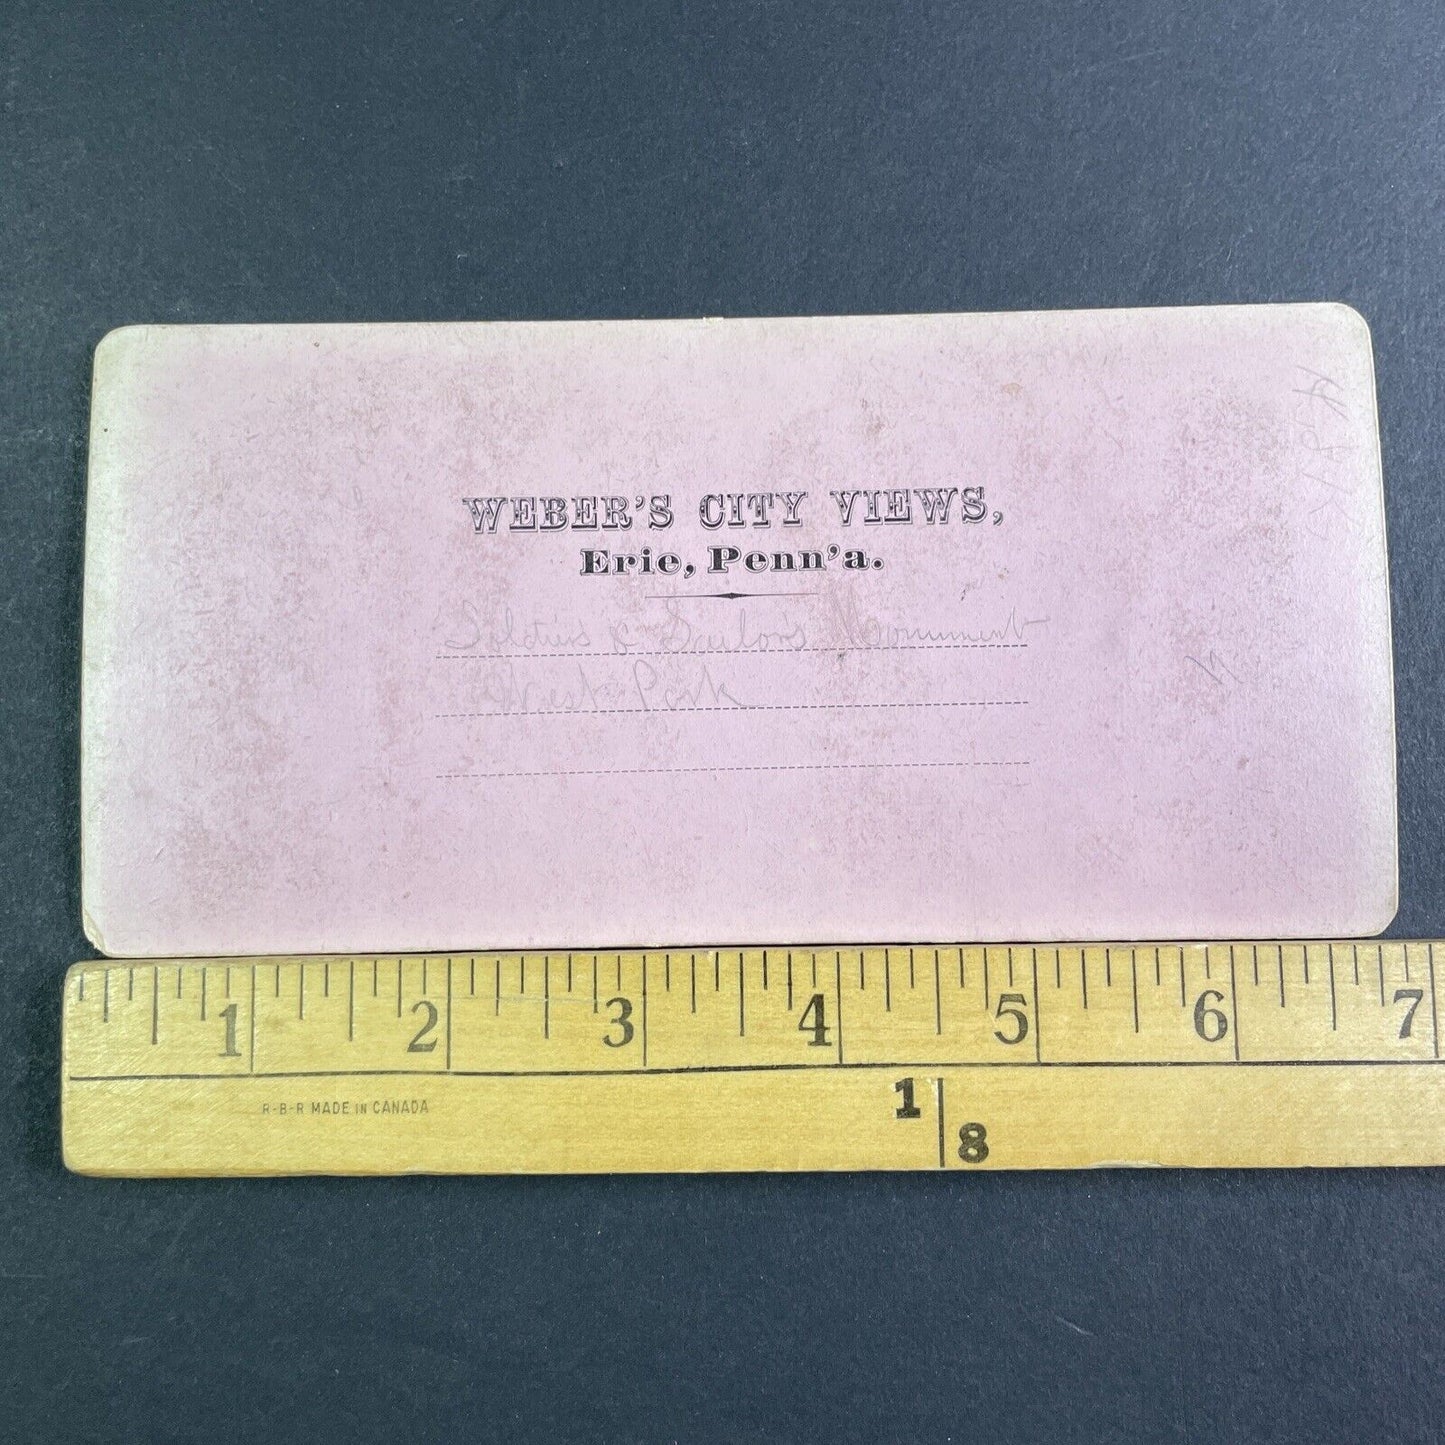 WEBER'S CITY VIEWS,
Erie, Penn'a.
Soldiers & Sailors Monument
West Park
1 2 3 4 5 6 7
R-B-R MADE IN CANADA
1
8